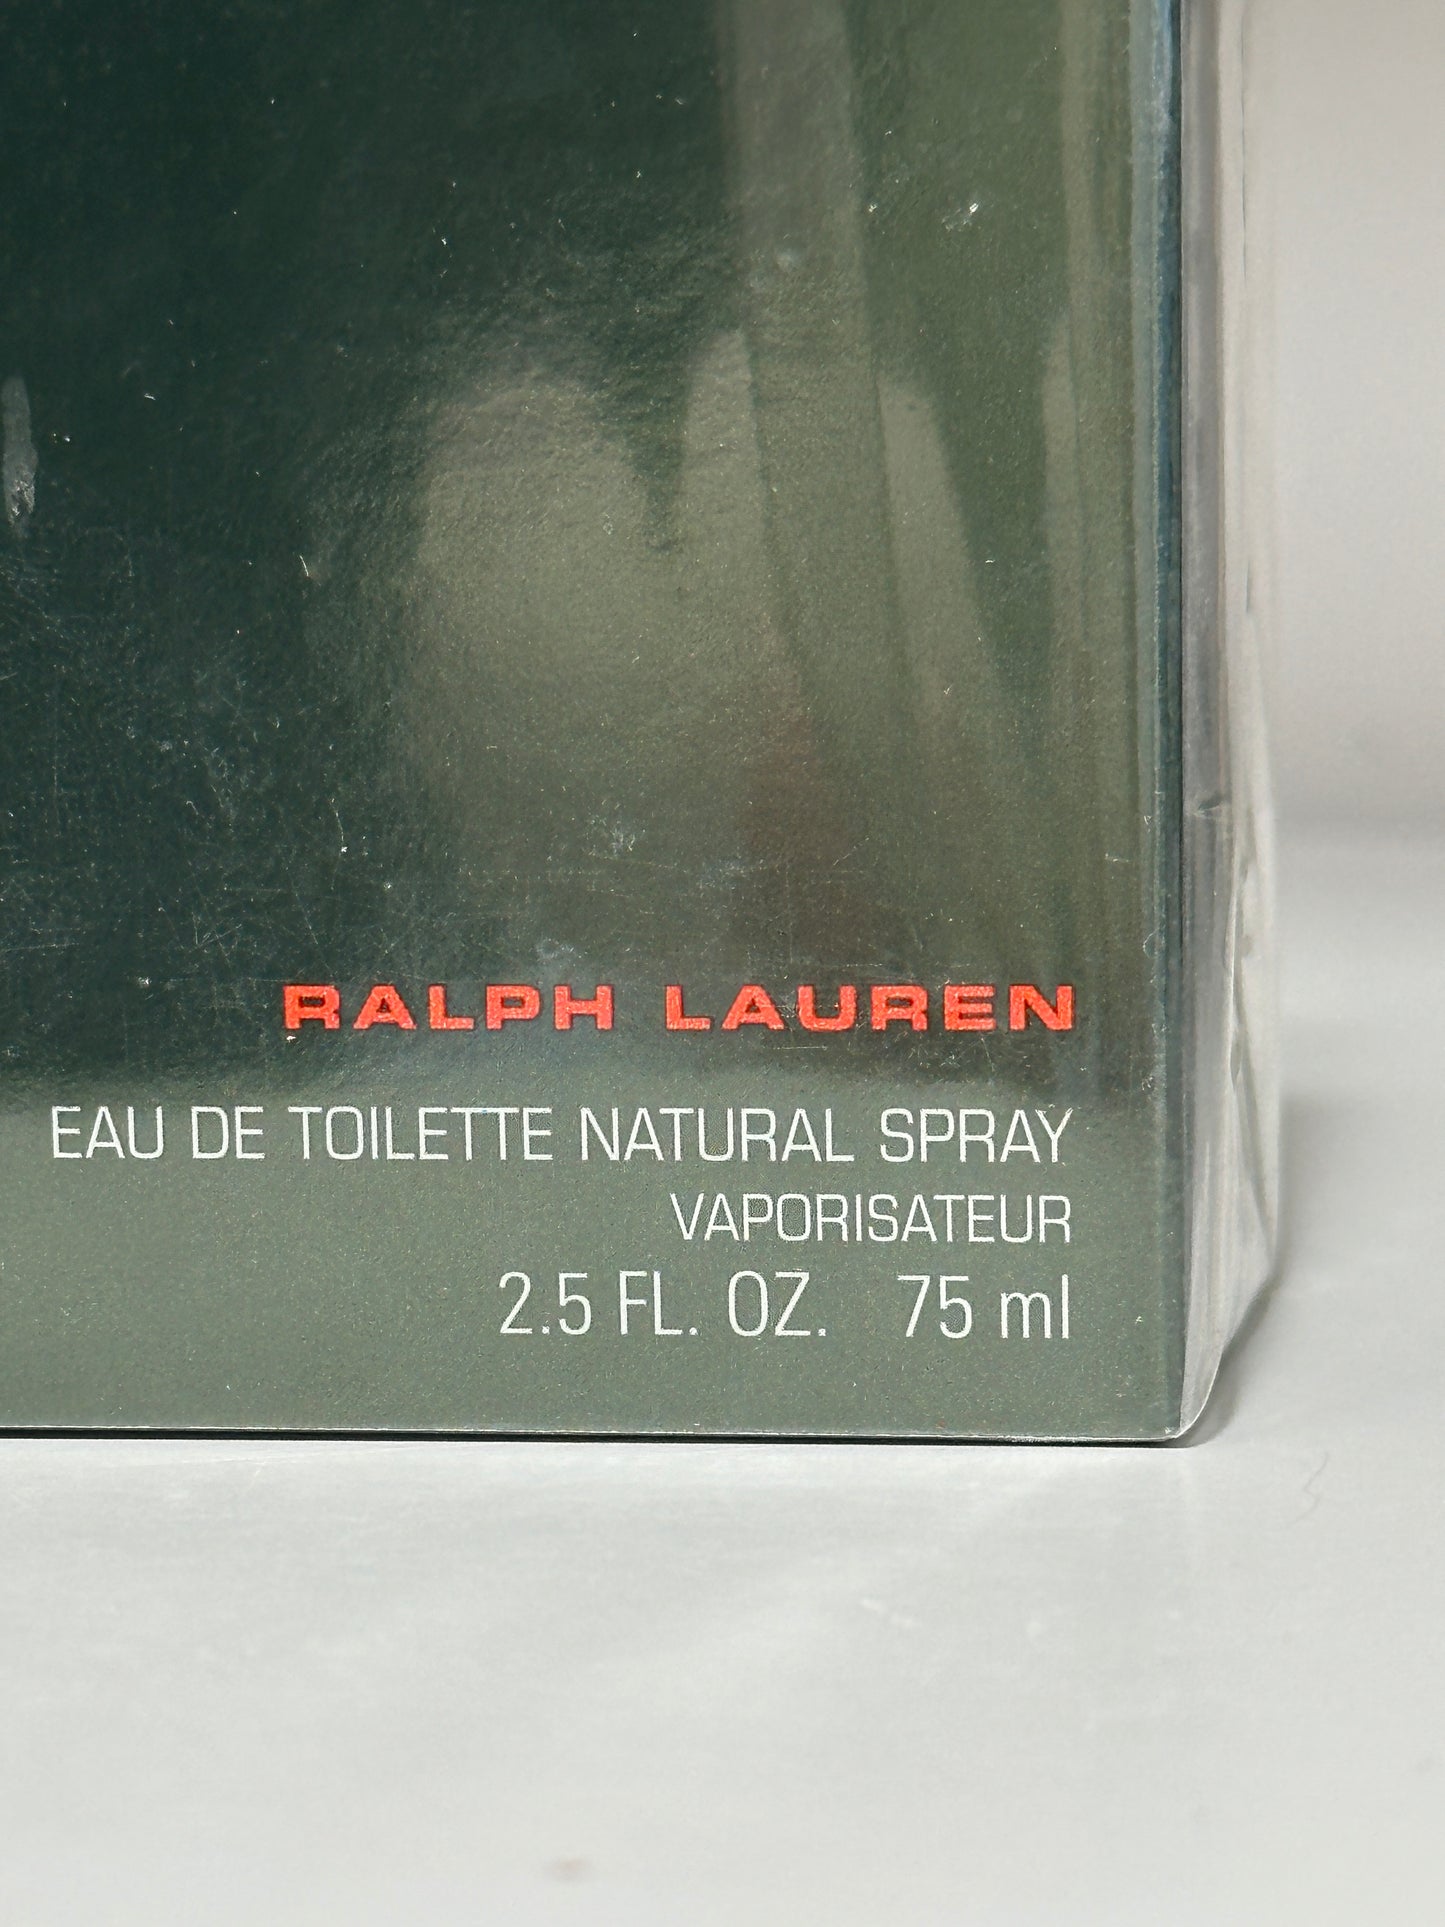 RALPH LAUREN
EAU DE TOILETTE NATURAL SPRAY
VAPORISATEUR
2.5 FL. OZ. 75 ml